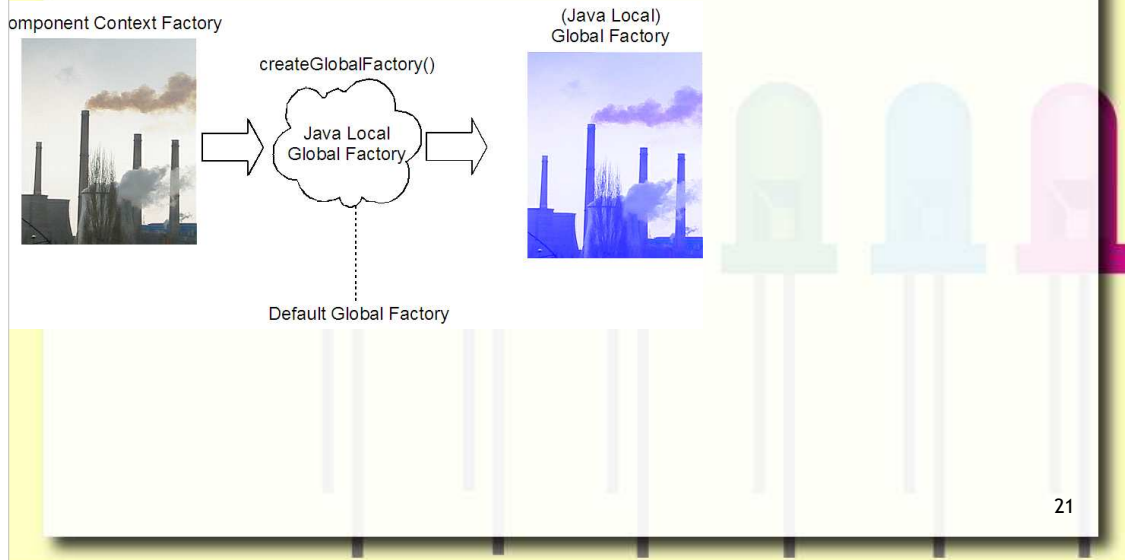 omponent Context Factory
(Java Local)
Global Factory
createGlobalFactory()
Java Local
Global Factory
Default Global Factory
21